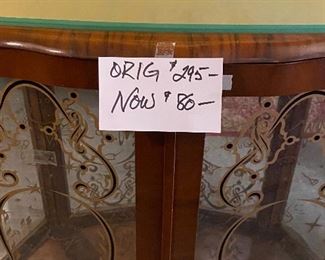 ORIG $295-
NOW $80-